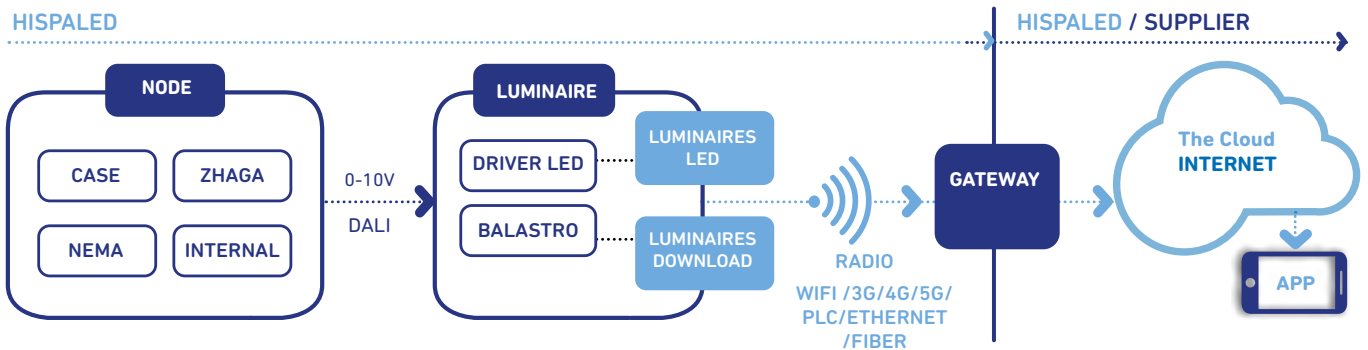 HISPALED
HISPALED / SUPPLIER
NODE
CASE
ZHAGA
NEMA
INTERNAL
0-10V
DALI
LUMINAIRE
DRIVER LED
BALASTRO
LUMINAIRES
LED
LUMINAIRES
DOWNLOAD
RADIO
WIFI /3G/4G/5G/
PLC/ETHERNET
/FIBER
GATEWAY
The Cloud
INTERNET
APP